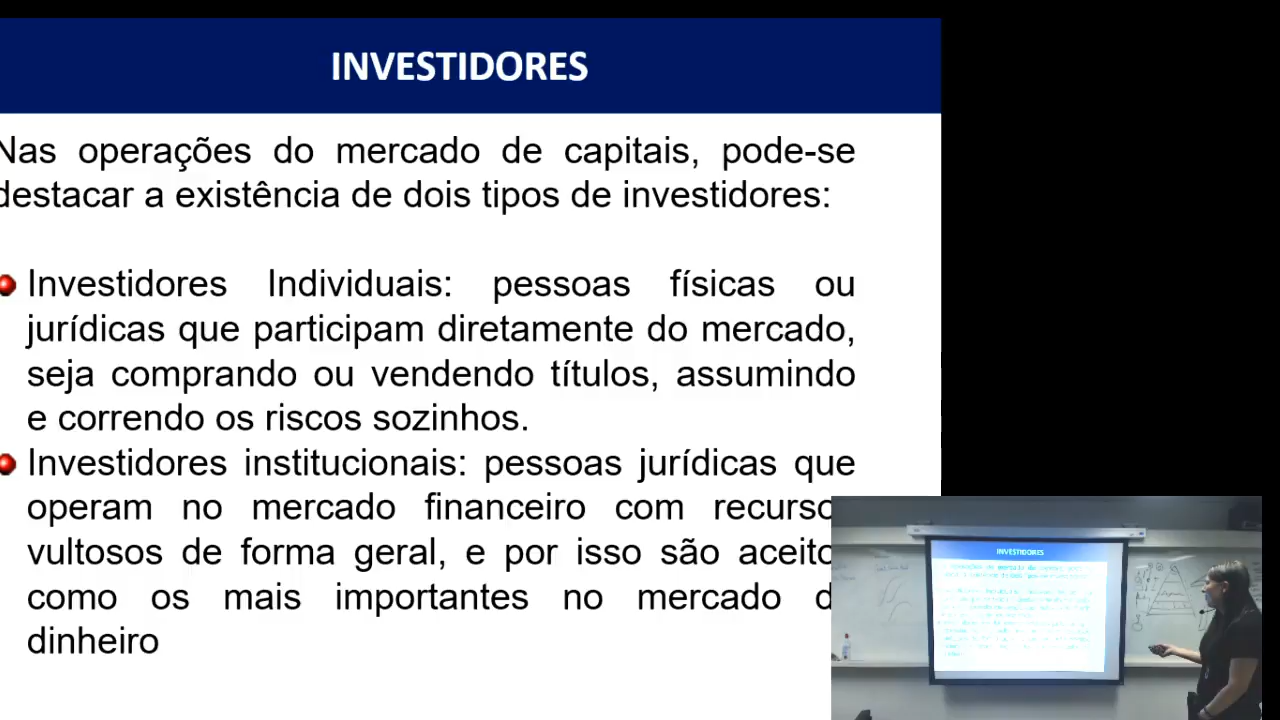 INVESTIDORES
Nas operações do mercado de capitais, pode-se
destacar a existência de dois tipos de investidores:
Investidores Individuais: pessoas físicas ou
jurídicas que participam diretamente do mercado,
seja comprando ou vendendo títulos, assumindo
e correndo os riscos sozinhos.
Investidores institucionais: pessoas jurídicas que
operam no mercado financeiro com recurso
vultosos de forma geral, e por isso são aceito
como os mais importantes no mercado d
dinheiro
INVESTIDORES